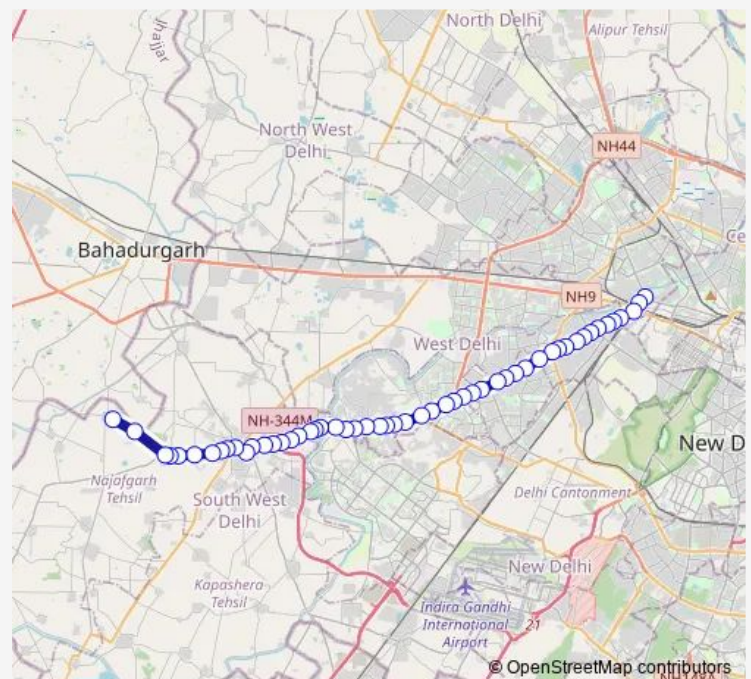 North Delhi
Alipur Tehsil
Jhajjar
North West
Delhi
NH44
Bahadurgarh
NH9
West Delhi
NH-344M
New D
Najafgarh
Tehsil
South West
Delhi
Delhi Cantonment
Kapashera
Tehsil
New Delhi
Indira Gandhi
International
Airport
21
© OpenStreetMap contributors